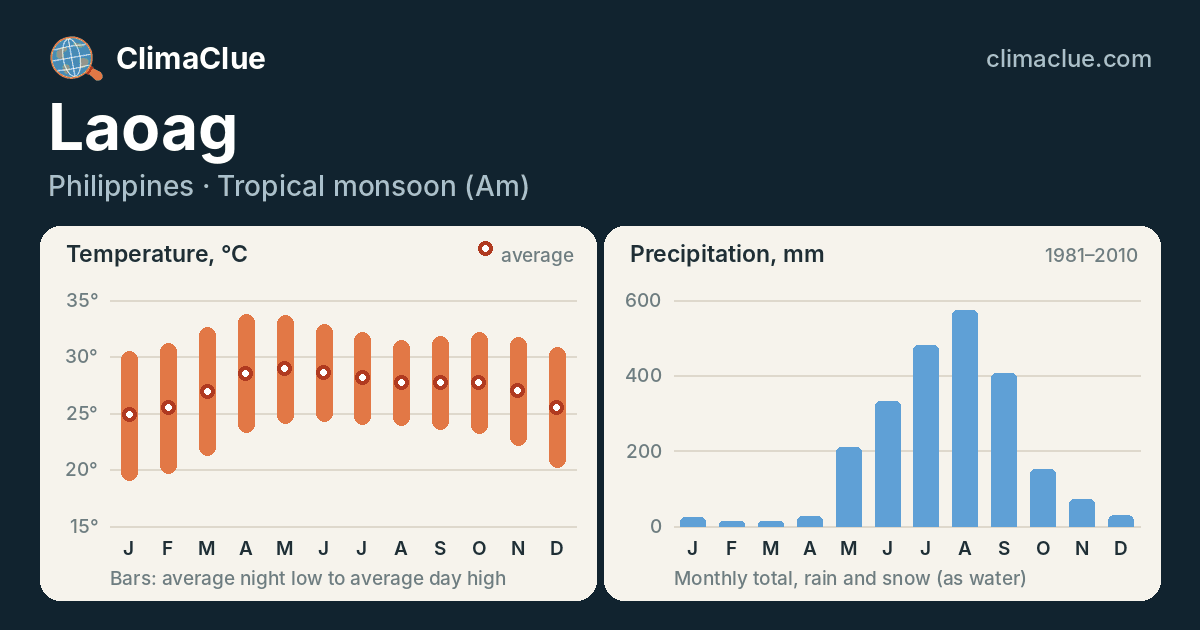 ClimaClue
climaclue.com
Laoag
Philippines · Tropical monsoon (Am)
Temperature, °C
average
35°
30°
25°
20°
15°
J F M A M J J A S O N D
Bars: average night low to average day high
Precipitation, mm
1981–2010
600
400
200
0
J F M A M J J A S O N D
Monthly total, rain and snow (as water)